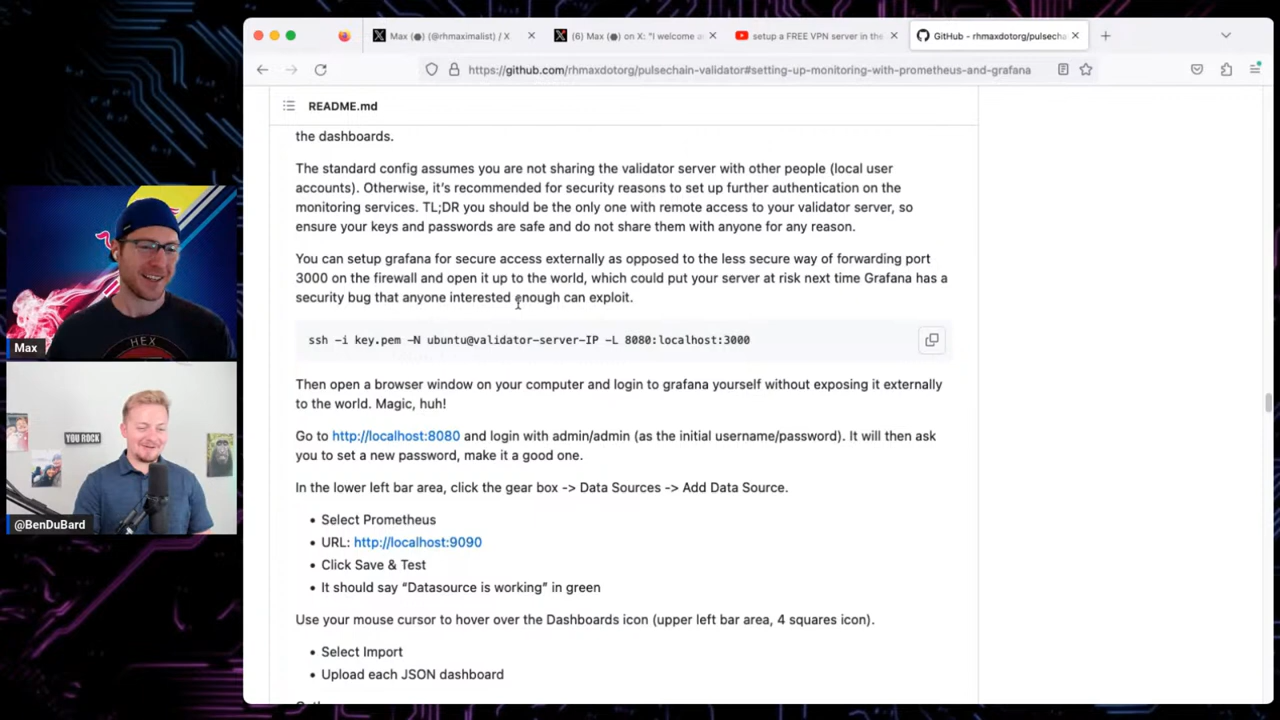 Max (⬣) (@rhmaximalist) / X
(6) Max (⬣) on X: "I welcome a
setup a FREE VPN server in the
GitHub - rhmaxdotorg/pulsecha
https://github.com/rhmaxdotorg/pulsechain-validator#setting-up-monitoring-with-prometheus-and-grafana
README.md
the dashboards.
The standard config assumes you are not sharing the validator server with other people (local user
accounts). Otherwise, it's recommended for security reasons to set up further authentication on the
monitoring services. TL;DR you should be the only one with remote access to your validator server, so
ensure your keys and passwords are safe and do not share them with anyone for any reason.
You can setup grafana for secure access externally as opposed to the less secure way of forwarding port
3000 on the firewall and open it up to the world, which could put your server at risk next time Grafana has a
security bug that anyone interested enough can exploit.
ssh -i key.pem -N ubuntu@validator-server-IP -L 8080:localhost:3000
Then open a browser window on your computer and login to grafana yourself without exposing it externally
to the world. Magic, huh!
Go to http://localhost:8080 and login with admin/admin (as the initial username/password). It will then ask
you to set a new password, make it a good one.
In the lower left bar area, click the gear box -> Data Sources -> Add Data Source.
• Select Prometheus
• URL: http://localhost:9090
• Click Save & Test
• It should say “Datasource is working” in green
Use your mouse cursor to hover over the Dashboards icon (upper left bar area, 4 squares icon).
• Select Import
• Upload each JSON dashboard
HEX
Max
YOU ROCK
@BenDuBard